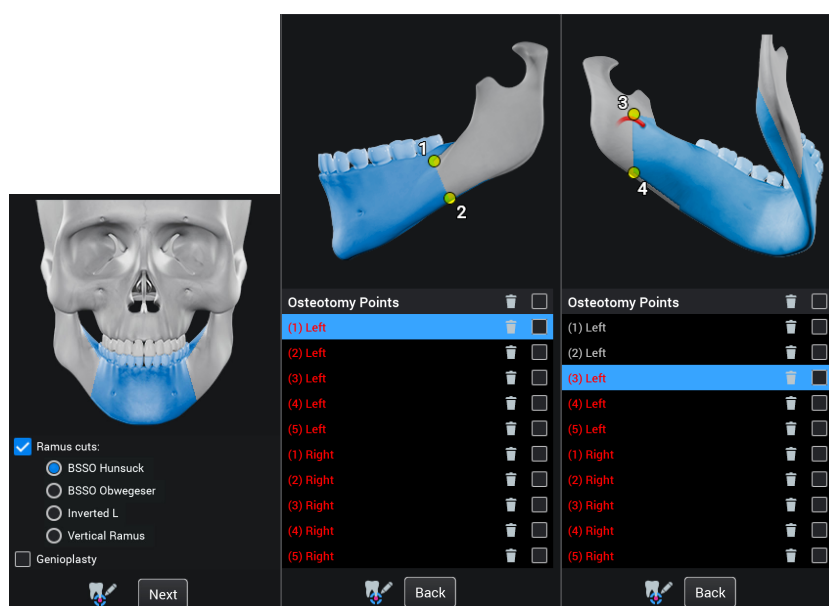 Ramus cuts:
BSSO Hunsuck
BSSO Obwegeser
Inverted L
Vertical Ramus
Genioplasty
Next
1
2
Osteotomy Points
(1) Left
(2) Left
(3) Left
(4) Left
(5) Left
(1) Right
(2) Right
(3) Right
(4) Right
(5) Right
Back
3
4
Osteotomy Points
(1) Left
(2) Left
(3) Left
(4) Left
(5) Left
(1) Right
(2) Right
(3) Right
(4) Right
(5) Right
Back